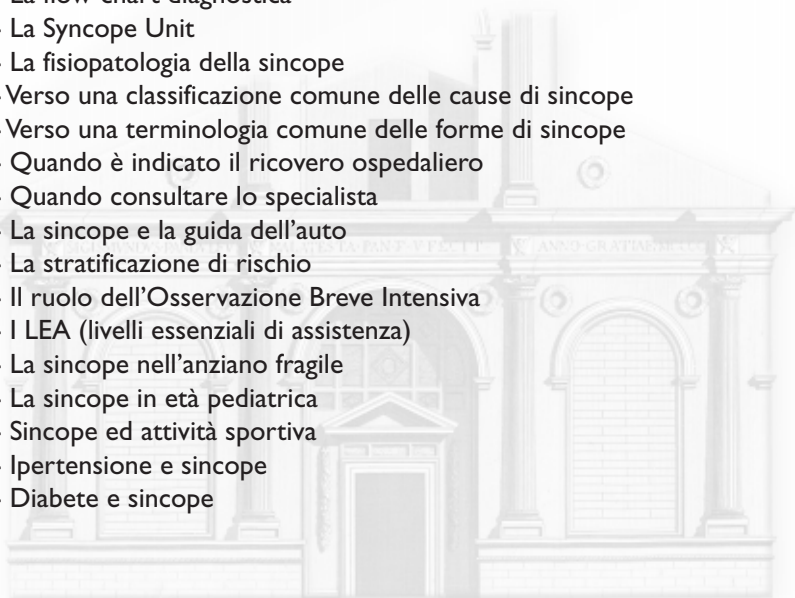 - La flow chart diagnostica
- La Syncope Unit
- La fisiopatologia della sincope
- Verso una classificazione comune delle cause di sincope
- Verso una terminologia comune delle forme di sincope
- Quando è indicato il ricovero ospedaliero
- Quando consultare lo specialista
- La sincope e la guida dell'auto
- La stratificazione di rischio
- Il ruolo dell'Osservazione Breve Intensiva
- I LEA (livelli essenziali di assistenza)
- La sincope nell'anziano fragile
- La sincope in età pediatrica
- Sincope ed attività sportiva
- Ipertensione e sincope
- Diabete e sincope